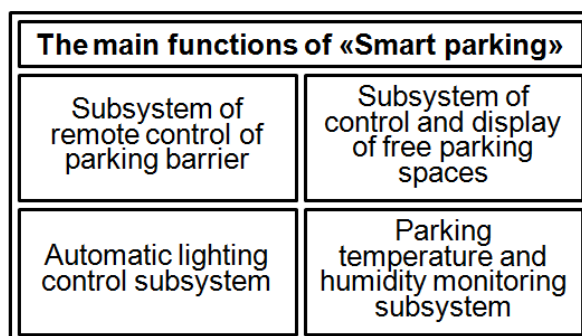 The main functions of «Smart parking»
Subsystem of
remote control of
parking barrier
Subsystem of
control and display
of free parking
spaces
Automatic lighting
control subsystem
Parking
temperature and
humidity monitoring
subsystem